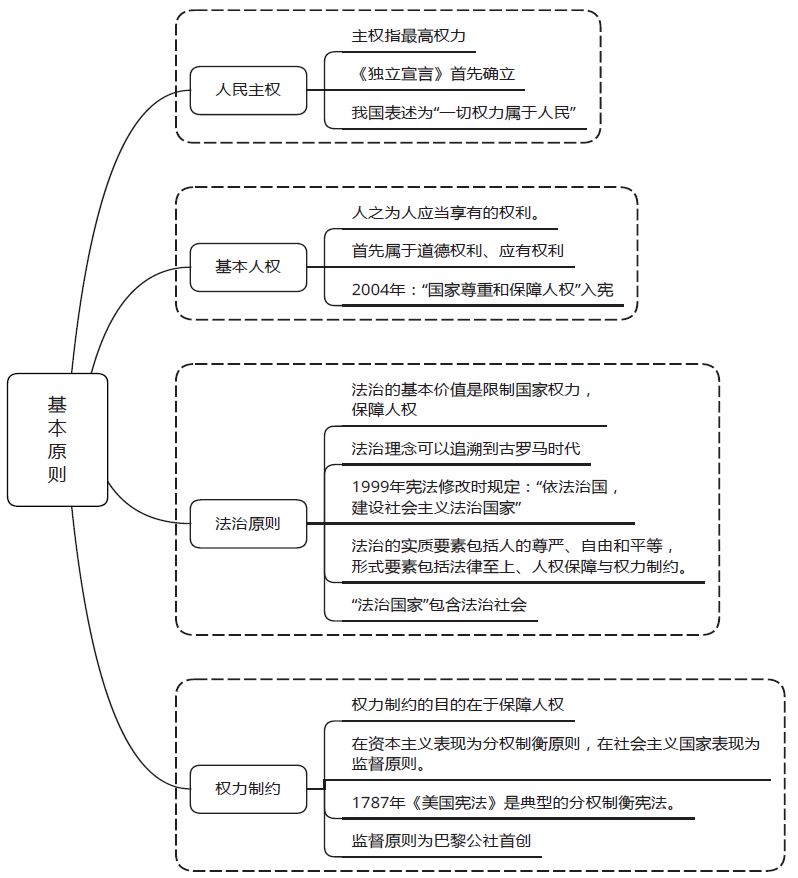 基
本
原
则
人民主权
主权指最高权力
《独立宣言》首先确立
我国表述为“一切权力属于人民”
基本人权
人之为人应当享有的权利。
首先属于道德权利、应有权利
2004年：“国家尊重和保障人权”入宪
法治原则
法治的基本价值是限制国家权力，
保障人权
法治理念可以追溯到古罗马时代
1999年宪法修改时规定：“依法治国，
建设社会主义法治国家”
法治的实质要素包括人的尊严、自由和平等，
形式要素包括法律至上、人权保障与权力制约。
“法治国家”包含法治社会
权力制约
权力制约的目的在于保障人权
在资本主义表现为分权制衡原则，在社会主义国家表现为
监督原则。
1787年《美国宪法》是典型的分权制衡宪法。
监督原则为巴黎公社首创